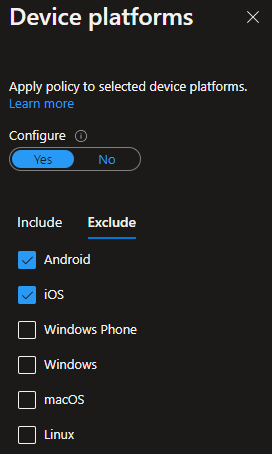 Device platforms
Apply policy to selected device platforms.
Learn more
Configure
Yes No
Include Exclude
Android
iOS
Windows Phone
Windows
macOS
Linux